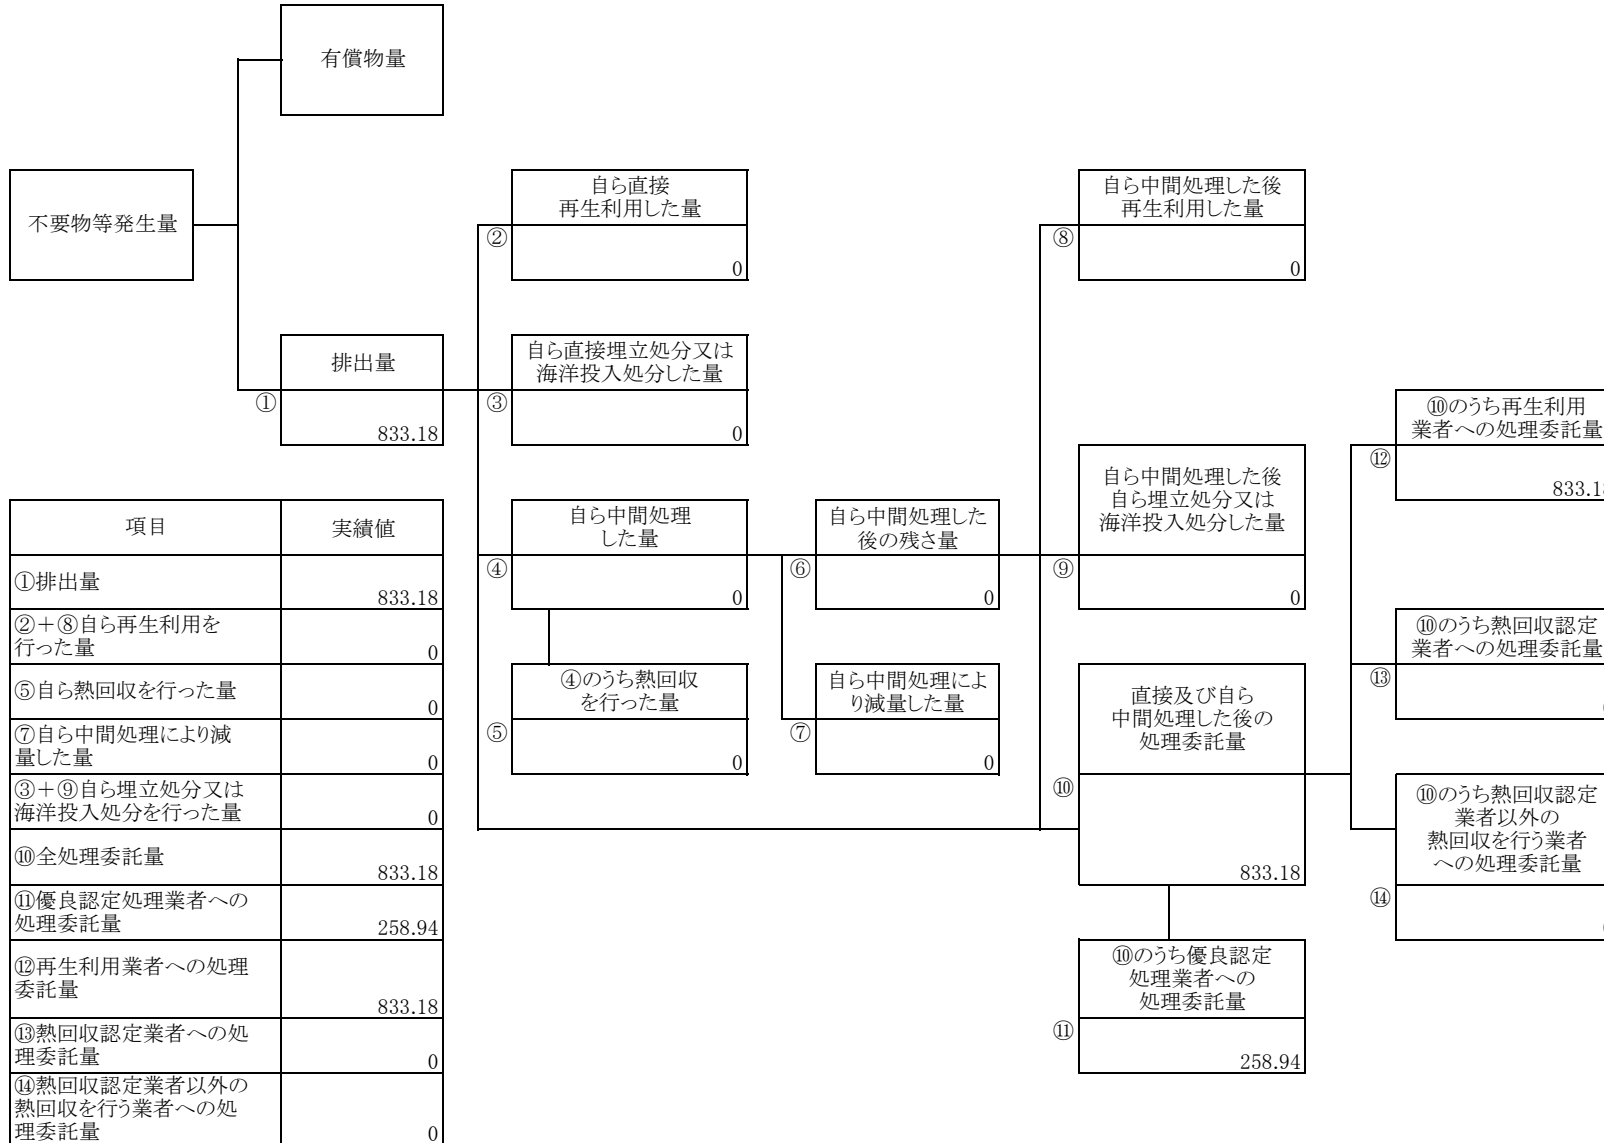 有償物量
不要物等発生量
自ら直接
再生利用した量
②
0
自ら中間処理した後
再生利用した量
⑧
0
排出量
①
833.18
自ら直接埋立処分又は
海洋投入処分した量
③
0
⑩のうち再生利用
業者への処理委託量
⑫
自ら中間処理した後
自ら埋立処分又は
海洋投入処分した量
⑨
0
自ら中間処理
した量
④
0
自ら中間処理した
後の残さ量
⑥
0
⑩のうち熱回収認定
業者への処理委託量
⑬
④のうち熱回収
を行った量
⑤
0
自ら中間処理によ
り減量した量
⑦
0
直接及び自ら
中間処理した後の
処理委託量
⑩
833.18
⑩のうち熱回収認定
業者以外の
熱回収を行う業者
への処理委託量
⑭
⑩のうち優良認定
処理業者への
処理委託量
⑪
258.94
項目
実績値
①排出量
833.18
②＋⑧自ら再生利用を
行った量
0
⑤自ら熱回収を行った量
0
⑦自ら中間処理により減
量した量
0
③＋⑨自ら埋立処分又は
海洋投入処分を行った量
0
⑩全処理委託量
833.18
⑪優良認定処理業者への
処理委託量
258.94
⑫再生利用業者への処理
委託量
833.18
⑬熱回収認定業者への処
理委託量
0
⑭熱回収認定業者以外の
熱回収を行う業者への処
理委託量
0